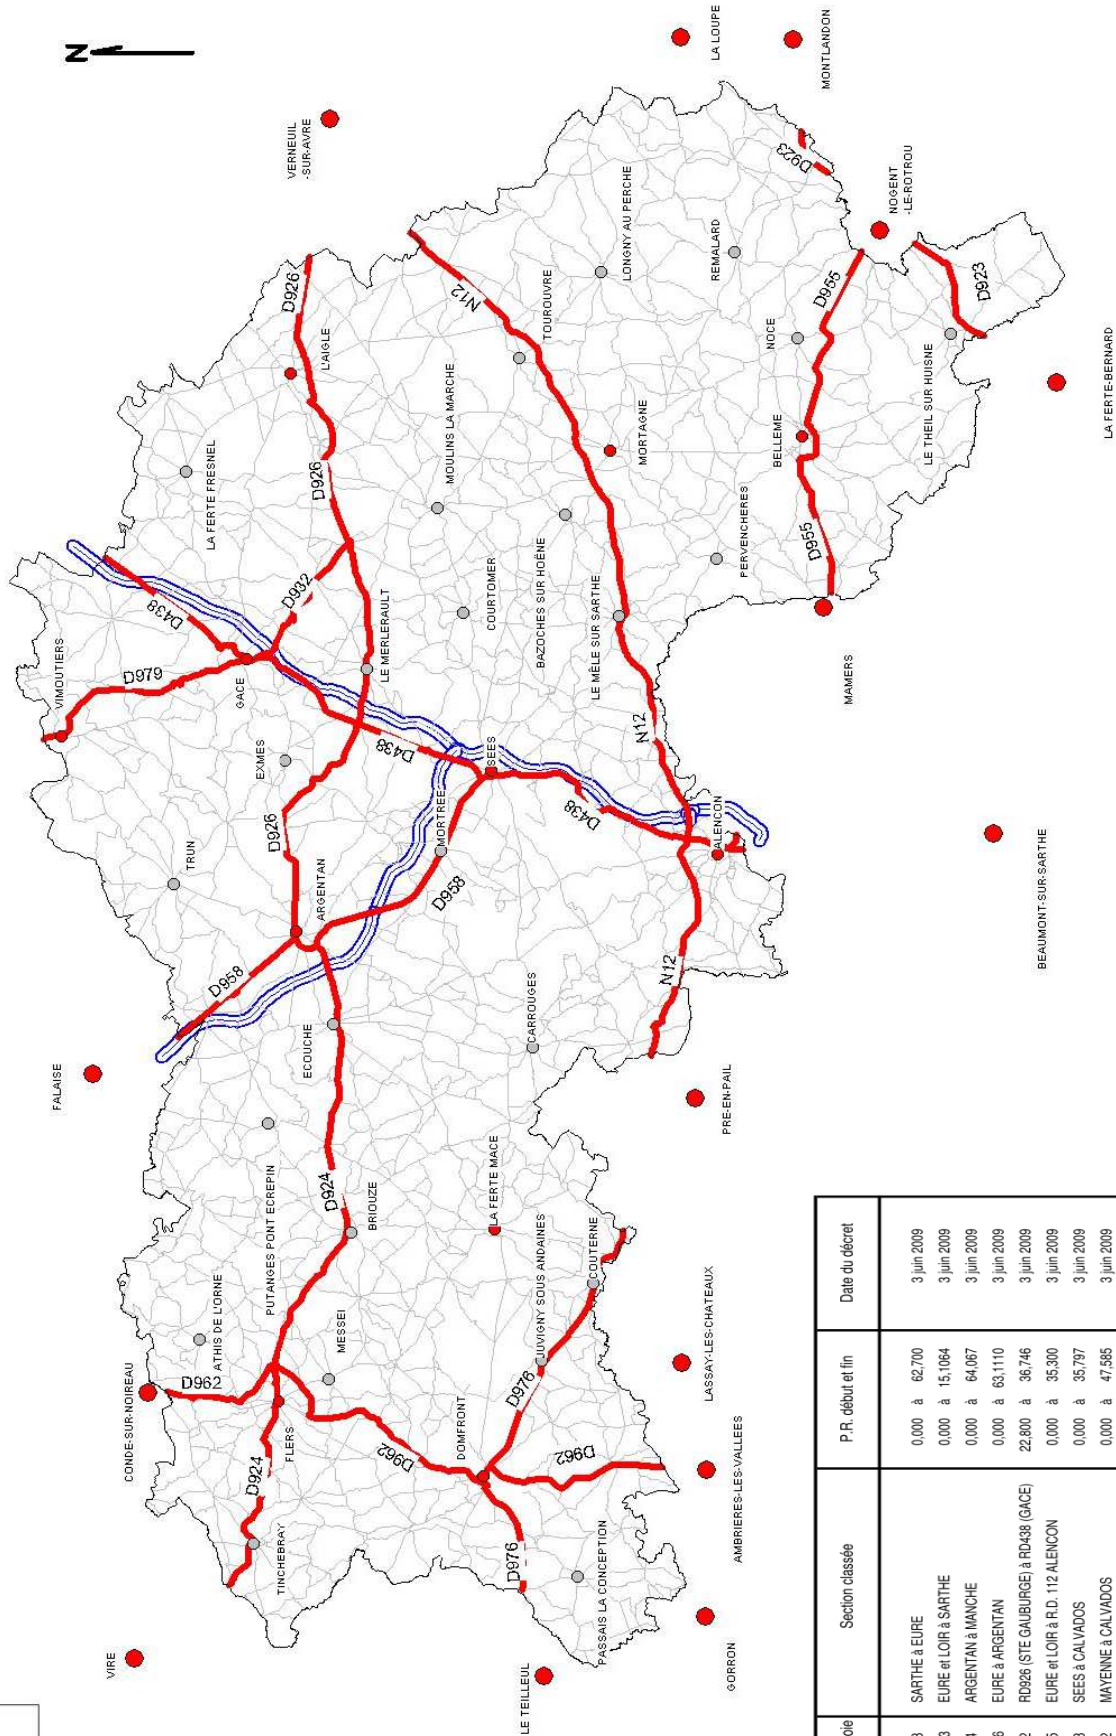 N
VERNEUIL
-SUR-AVRE
LA LOUPE
MONTLANDON
NOGENT
-LE-ROTROU
LA FERTE-BERNARD
MAMERS
BEAUMONT-SUR-SARTHE
PRE-EN-PAIL
FALAISE
CONDE-SUR-NOIREAU
VIRE
LE TEILLEUL
GORRON
AMBRIERES-LES-VALLEES
LASSAY-LES-CHATEAUX
D926
L'AIGLE
LA FERTE FRESNEL
D926
D932
D438
VIMOUTIERS
D979
GACE
LE MERLERAULT
EXMES
TRUN
D926
ARGENTAN
D958
ECOUCHE
D438
SEES
MORTREE
D958
D438
ALENCON
N12
N12
N12
MOULINS LA MARCHE
COURTOMER
BAZOCHES SUR HOËNE
LE MÊLE SUR SARTHE
TOUROUVRE
MORTAGNE
LONGNY AU PERCHE
REMALARD
NOCE
BELLEME
PERVENCHERES
LE THEIL SUR HUISNE
D955
D955
D923
D923
CARROUGES
PUTANGES PONT ECREPIN
D924
BRIOUZE
LA FERTE MACE
ATHIS DE L'ORNE
MESSEI
D962
FLERS
D924
TINCHEBRAY
D962
DOMFRONT
D976
JUVIGNY SOUS ANDAINES
COUTERNE
D962
D976
PASSAIS LA CONCEPTION
oie Section classée P.R. début et fin Date du décret
8 SARTHE à EURE 0,000 à 62,700 3 juin 2009
3 EURE et LOIR à SARTHE 0,000 à 15,1064 3 juin 2009
4 ARGENTAN à MANCHE 0,000 à 64,067 3 juin 2009
6 EURE à ARGENTAN 0,000 à 63,1110 3 juin 2009
2 RD926 (STE GAUBURGE) à RD438 (GACE) 22,800 à 36,746 3 juin 2009
5 EURE et LOIR à R.D. 112 ALENCON 0,000 à 35,300 3 juin 2009
8 SEES à CALVADOS 0,000 à 35,797 3 juin 2009
2 MAYENNE à CALVADOS 0,000 à 47,585 3 juin 2009